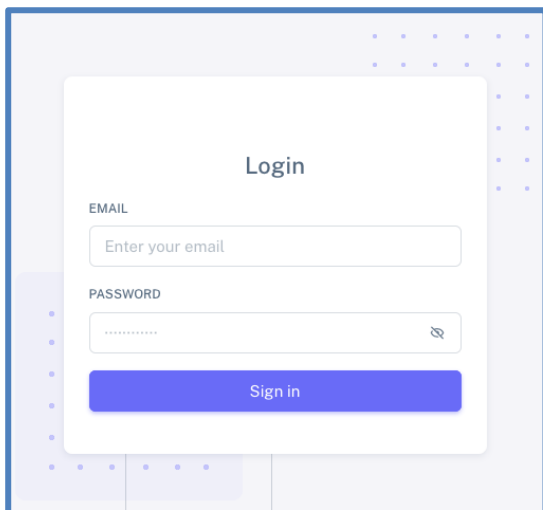 Login
EMAIL
Enter your email
PASSWORD
············
Sign in